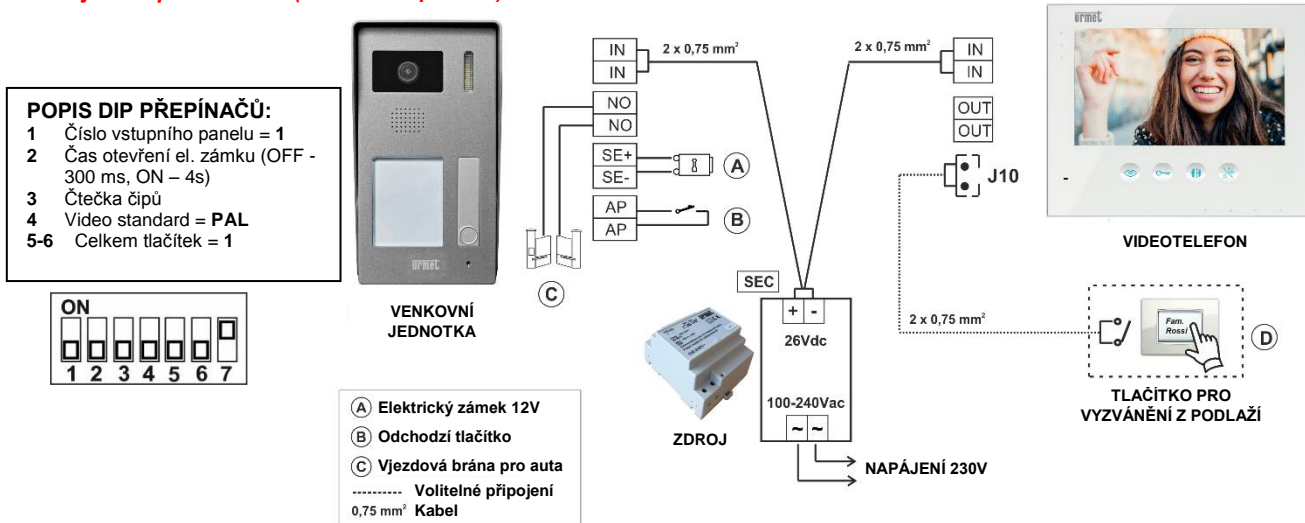 POPIS DIP PŘEPÍNAČŮ:
1 Číslo vstupního panelu = 1
2 Čas otevření el. zámku (OFF -
300 ms, ON – 4s)
3 Čtečka čipů
4 Video standard = PAL
5-6 Celkem tlačítek = 1
ON
1 2 3 4 5 6 7
urmet
VENKOVNÍ
JEDNOTKA
IN
IN
NO
NO
SE+
SE-
AP
AP
A
B
C
2 x 0,75 mm²
2 x 0,75 mm²
IN
IN
OUT
OUT
J10
urmet
VIDEOTELEFON
SEC
+ -
26Vdc
100-240Vac
~ ~
ZDROJ
NAPÁJENÍ 230V
2 x 0,75 mm²
Fam.
Rossi
D
TLAČÍTKO PRO
VYZVÁNĚNÍ Z PODLAŽÍ
A Elektrický zámek 12V
B Odchodzí tlačítko
C Vjezdová brána pro auta
---------- Volitelné připojení
0,75 mm² Kabel